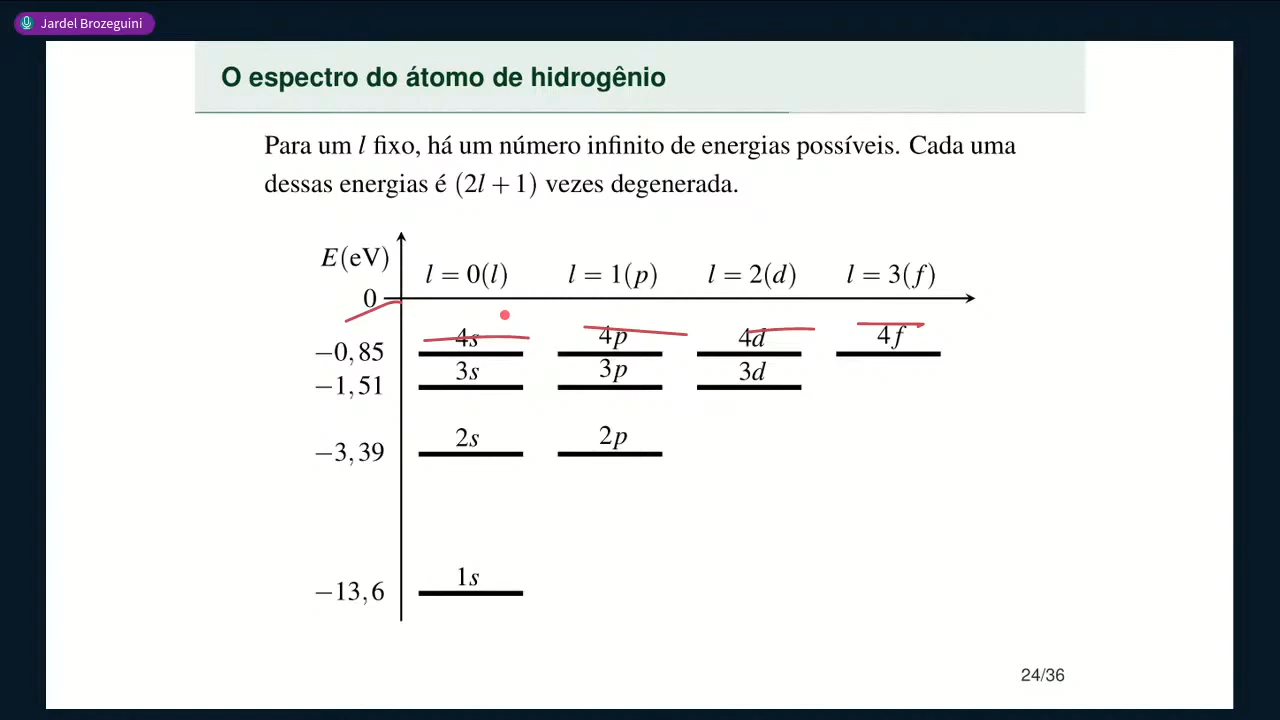 Jardel Brozeguini
O espectro do átomo de hidrogênio
Para um l fixo, há um número infinito de energias possíveis. Cada uma
dessas energias é (2l + 1) vezes degenerada.
E(eV)
l = 0(l) l = 1(p) l = 2(d) l = 3(f)
0
4s 4p 4d 4f
−0,85
3s 3p 3d
−1,51
2s 2p
−3,39
1s
−13,6
24/36